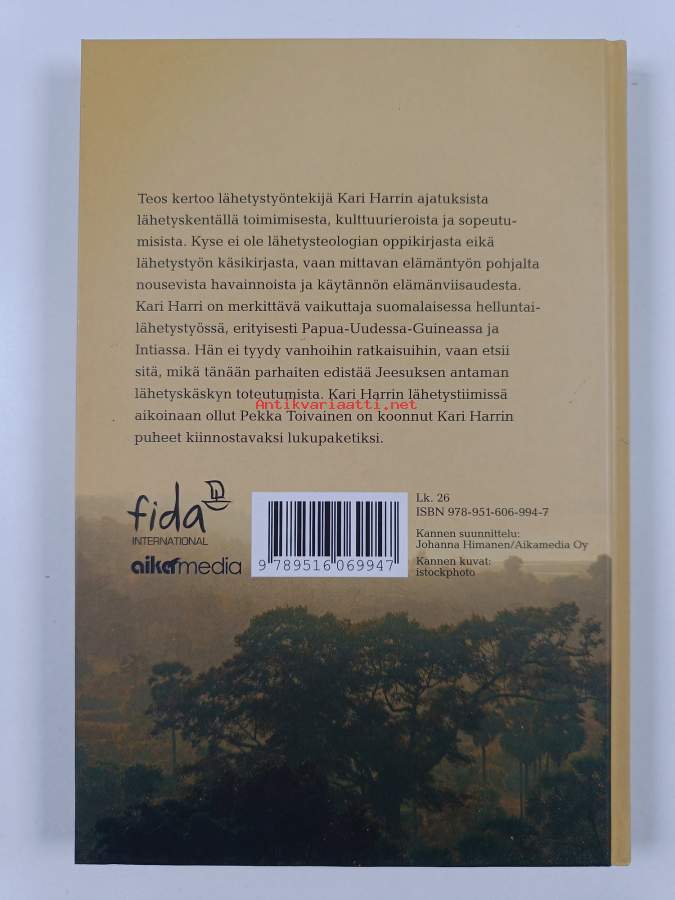 Teos kertoo lähetystyöntekijä Kari Harrin ajatuksista
lähetyskentällä toimimisesta, kulttuurieroista ja sopeutu-
misista. Kyse ei ole lähetysteologian oppikirjasta eikä
lähetystyön käsikirjasta, vaan mittavan elämäntyön pohjalta
nousevista havainnoista ja käytännön elämänviisaudesta.
Kari Harri on merkittävä vaikuttaja suomalaisessa helluntai-
lähetystyössä, erityisesti Papua-Uudessa-Guineassa ja
Intiassa. Hän ei tyydy vanhoihin ratkaisuihin, vaan etsii
sitä, mikä tänään parhaiten edistää Jeesuksen antaman
lähetyskäskyn toteutumista. Kari Harrin lähetystiimissä
Antikvariaatti.net
aikoinaan ollut Pekka Toivainen on koonnut Kari Harrin
puheet kiinnostavaksi lukupaketiksi.
fida
INTERNATIONAL
aikamedia
9 789516 069947
Lk. 26
ISBN 978-951-606-994-7
Kannen suunnittelu:
Johanna Himanen/Aikamedia Oy
Kannen kuvat:
istockphoto